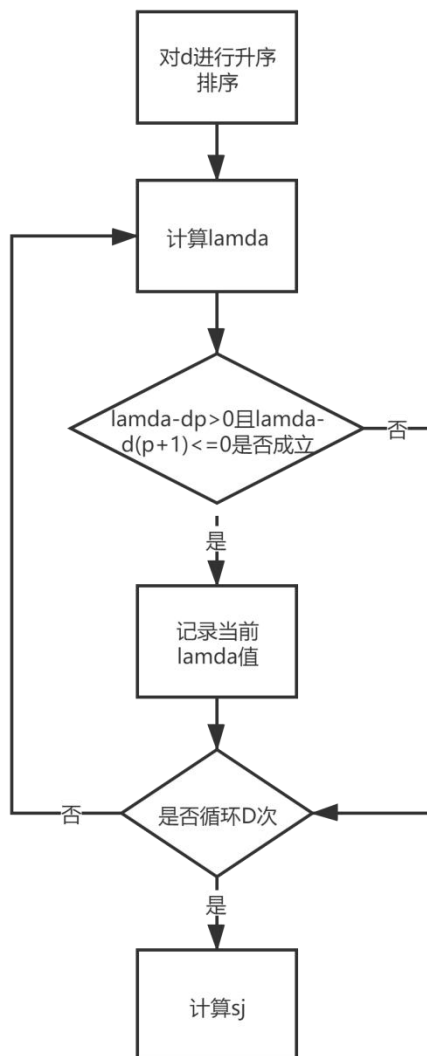 对d进行升序
排序
计算lamda
lamda-dp>0且lamda-
d(p+1)<=0是否成立
否
是
记录当前
lamda值
否
是否循环D次
是
计算sj